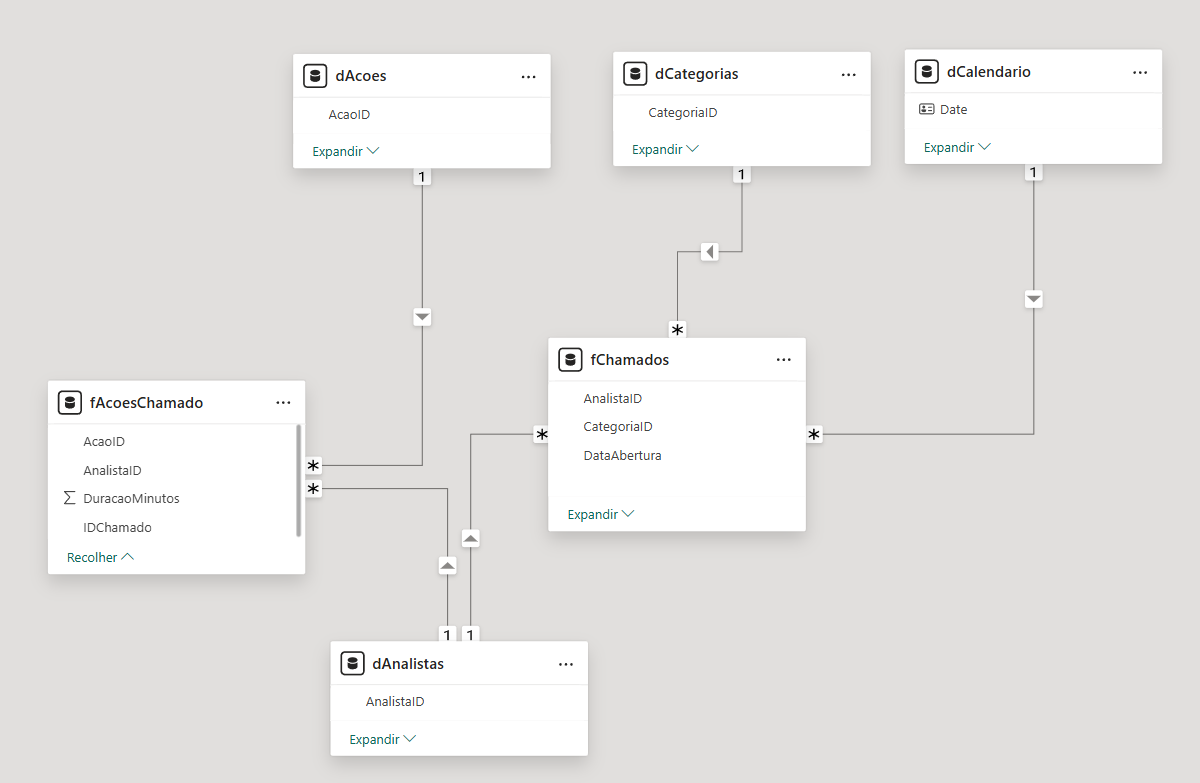 dAcoes
...
AcaoID
Expandir
1
dCategorias
...
CategoriaID
Expandir
1
dCalendario
...
Date
Expandir
1
*
fChamados
...
AnalistaID
CategoriaID
DataAbertura
Expandir
*
*
fAcoesChamado
...
AcaoID
AnalistaID
Σ DuracaoMinutos
IDChamado
Recolher
*
*
1 1
dAnalistas
...
AnalistaID
Expandir